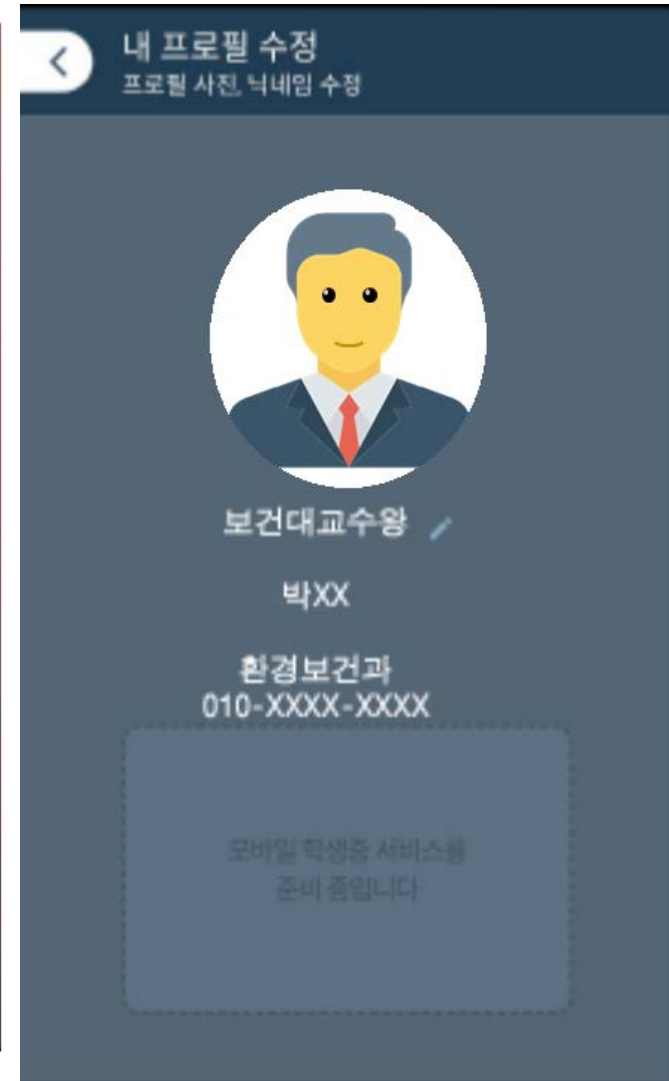 내 프로필 수정
프로필 사진, 닉네임 수정
보건대교수왕
박XX
환경보건과
010-XXXX-XXXX
모바일 학생증 서비스를
준비 중입니다